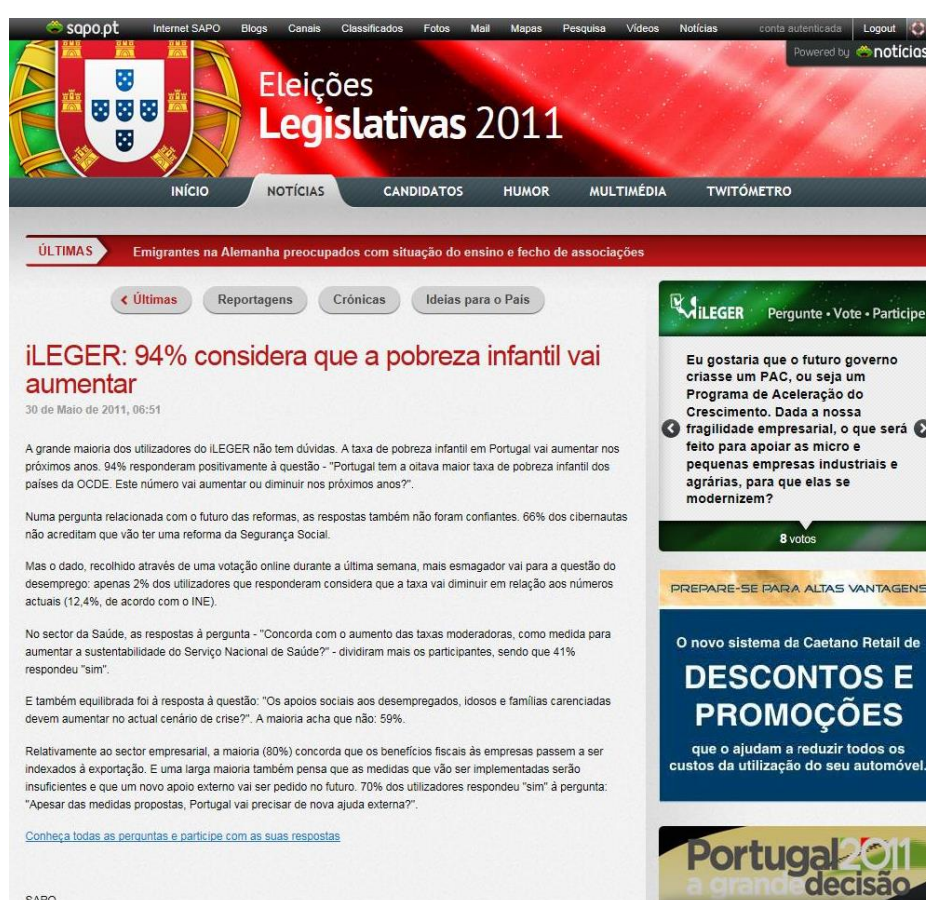 sapo.pt Internet SAPO Blogs Canais Classificados Fotos Mail Mapas Pesquisa Vídeos Notícias conta autenticada Logout
Powered by notícias
Eleições
Legislativas 2011
INÍCIO NOTÍCIAS CANDIDATOS HUMOR MULTIMÉDIA TWITÓMETRO
ÚLTIMAS Emigrantes na Alemanha preocupados com situação do ensino e fecho de associações
Últimas Reportagens Crónicas Ideias para o País
iLEGER: 94% considera que a pobreza infantil vai
aumentar
30 de Maio de 2011, 06:51
A grande maioria dos utilizadores do iLEGER não tem dúvidas. A taxa de pobreza infantil em Portugal vai aumentar nos
próximos anos. 94% responderam positivamente à questão - "Portugal tem a oitava maior taxa de pobreza infantil dos
países da OCDE. Este número vai aumentar ou diminuir nos próximos anos?".
Numa pergunta relacionada com o futuro das reformas, as respostas também não foram confiantes. 66% dos cibernautas
não acreditam que vão ter uma reforma da Segurança Social.
Mas o dado, recolhido através de uma votação online durante a última semana, mais esmagador vai para a questão do
desemprego: apenas 2% dos utilizadores que responderam considera que a taxa vai diminuir em relação aos números
actuais (12,4%, de acordo com o INE).
No sector da Saúde, as respostas à pergunta - "Concorda com o aumento das taxas moderadoras, como medida para
aumentar a sustentabilidade do Serviço Nacional de Saúde?" - dividiram mais os participantes, sendo que 41%
respondeu "sim".
E também equilibrada foi à resposta à questão: "Os apoios sociais aos desempregados, idosos e famílias carenciadas
devem aumentar no actual cenário de crise?". A maioria acha que não: 59%.
Relativamente ao sector empresarial, a maioria (80%) concorda que os benefícios fiscais às empresas passem a ser
indexados à exportação. E uma larga maioria também pensa que as medidas que vão ser implementadas serão
insuficientes e que um novo apoio externo vai ser pedido no futuro. 70% dos utilizadores respondeu "sim" à pergunta:
"Apesar das medidas propostas, Portugal vai precisar de nova ajuda externa?".
Conheça todas as perguntas e participe com as suas respostas
SAPO
iLEGER Pergunte • Vote • Participe
Eu gostaria que o futuro governo
criasse um PAC, ou seja um
Programa de Aceleração do
Crescimento. Dada a nossa
fragilidade empresarial, o que será
feito para apoiar as micro e
pequenas empresas industriais e
agrárias, para que elas se
modernizem?
8 votos
PREPARE-SE PARA ALTAS VANTAGENS
O novo sistema da Caetano Retail de
DESCONTOS E
PROMOÇÕES
que o ajudam a reduzir todos os
custos da utilização do seu automóvel.
Portugal 2011
a grande decisão